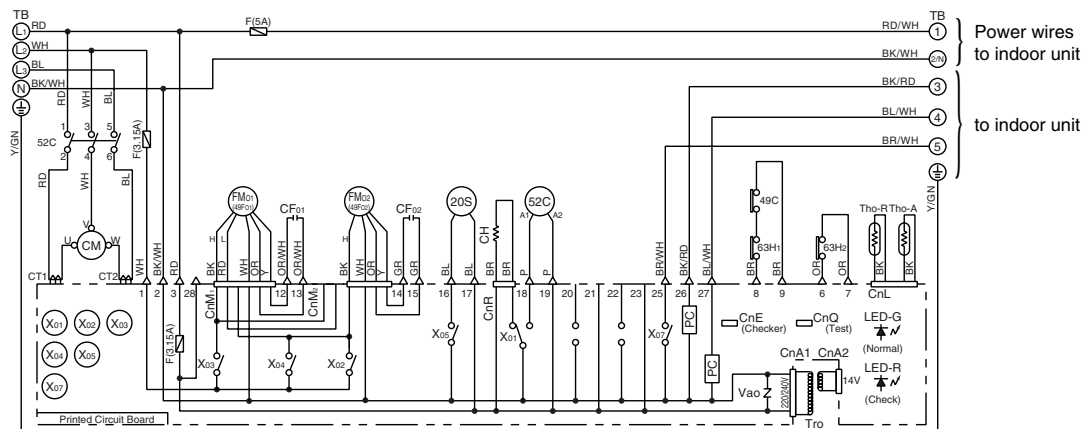 TB
L1 RD
F(5A)
RD/WH
TB
1
Power wires
to indoor unit
L2 WH
BK/WH
2/N
L3 BL
N BK/WH
BK/RD
3
BL/WH
4
to indoor unit
BR/WH
5
Y/GN
RD WH BL
1 3 5
52C
2 4 6
F(3.15A)
RD WH BL
Y/GN
V
U CM W
CT1 CT2
FM01
(49F01)
H L
CF01
FM02
(49F02)
H
CF02
20S
CH
52C
A1 A2
49C
63H1
63H2
Tho-R Tho-A
WH BK/WH RD
BK RD WH OR Y
OR/WH OR/WH
BK WH OR Y
GR GR
BL BL
BR BR
P P
BR/WH BK/RD BL/WH
BR BR
OR OR
BK BK
1 2 3 28
CnM1
12 13
CnM2
14 15
16 17
CnR
18 19
20 21 22 23
25 26 27
8 9
6 7
CnL
X01 X02 X03
X04 X05
X07
F(3.15A)
X03 X04 X02
X05
X01
X07
PC
PC
CnE
(Checker)
CnQ
(Test)
LED-G
(Normal)
LED-R
(Check)
CnA1 CnA2
14V
220/240V
Vao
Tro
Printed Circuit Board